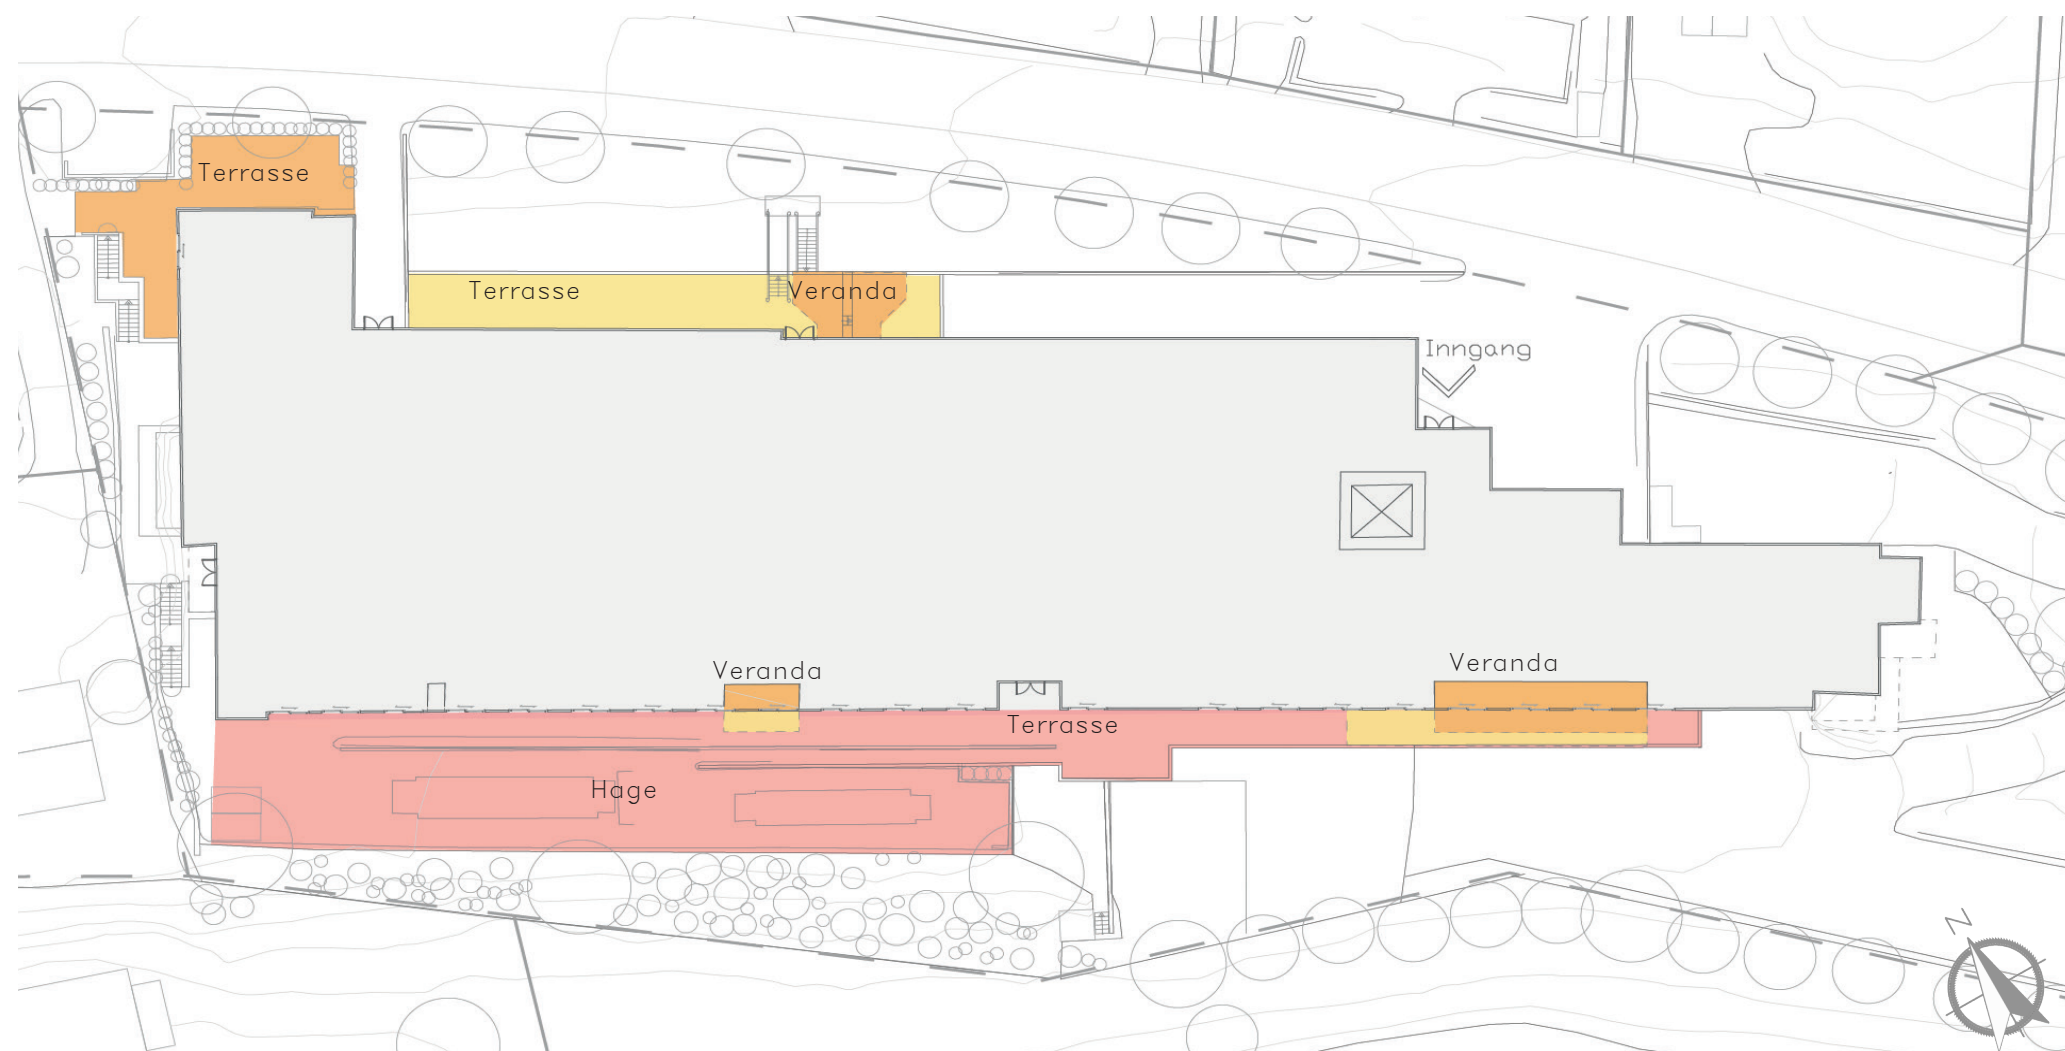 Terrasse
Terrasse
Veranda
Inngang
Veranda
Veranda
Terrasse
Hage
N